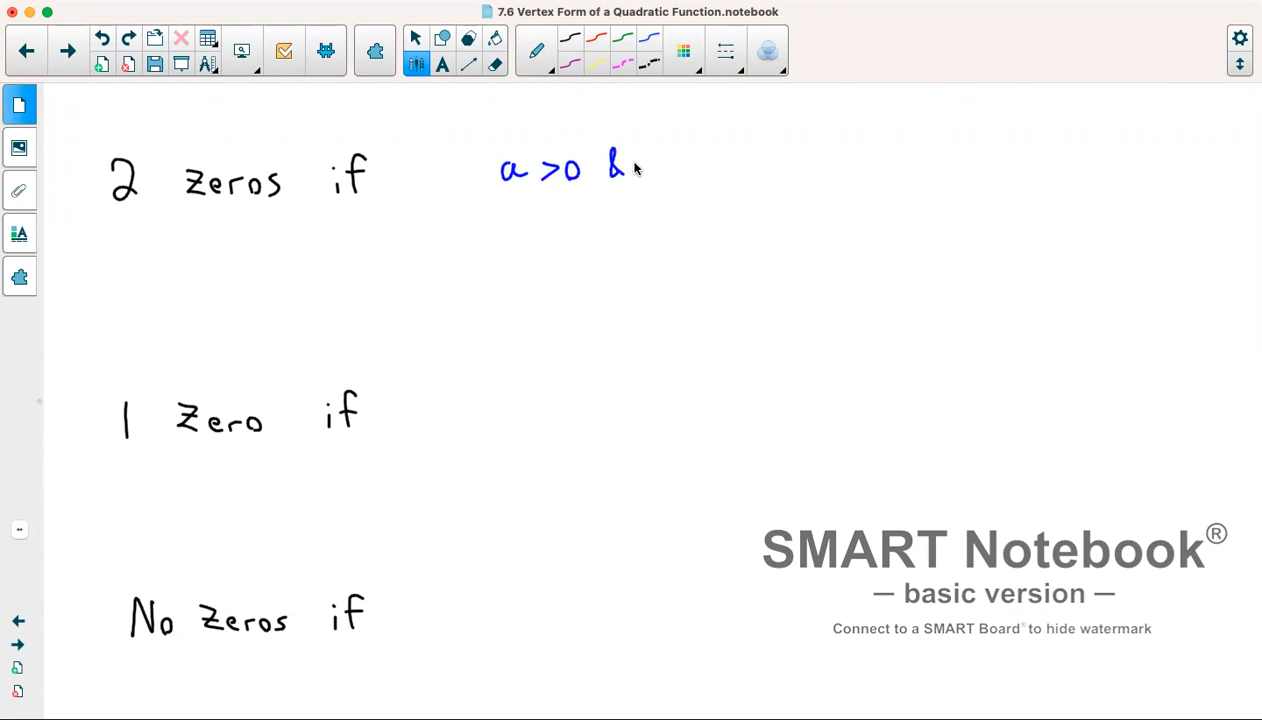 7.6 Vertex Form of a Quadratic Function.notebook
A
A
2 zeros if a >0 &
1 zero if
SMART Notebook®
— basic version —
No zeros if
Connect to a SMART Board® to hide watermark